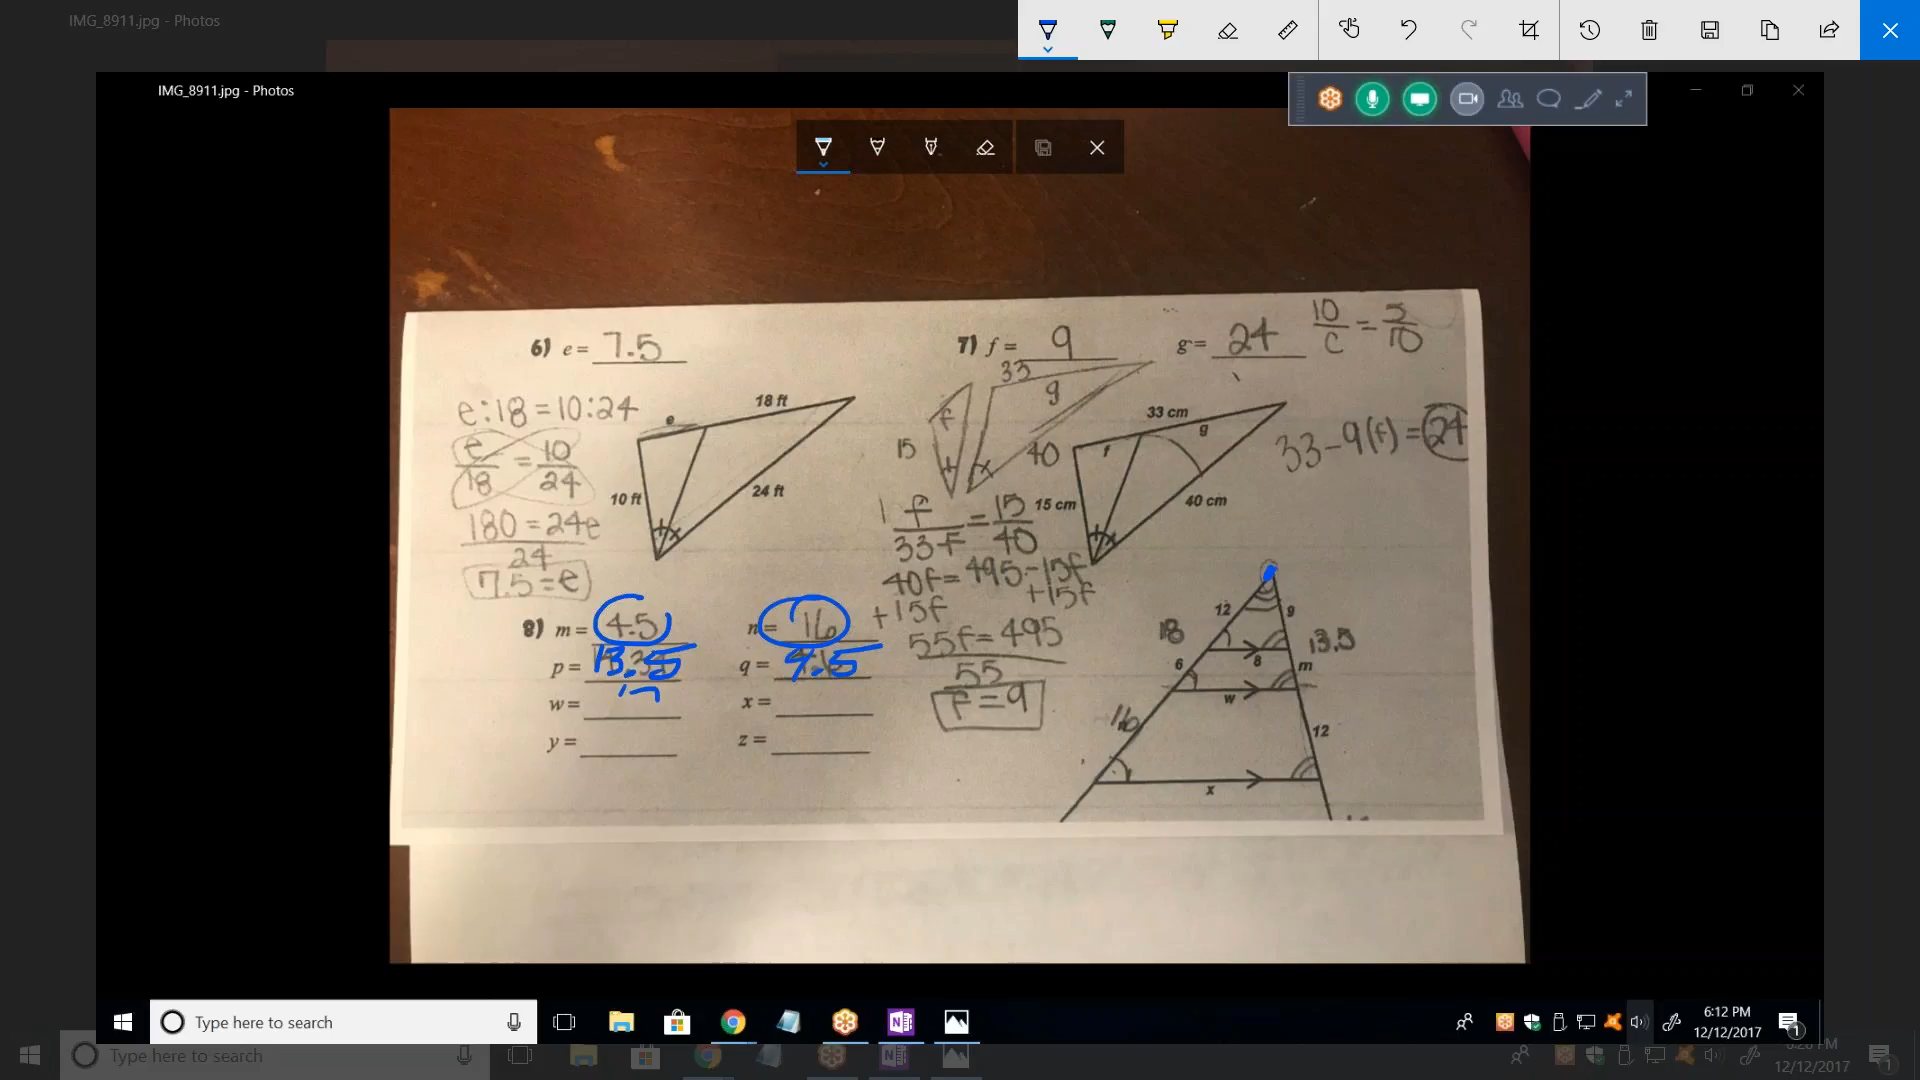 IMG_8911.jpg - Photos
IMG_8911.jpg - Photos
6) e = 7.5
7) f = 9
g = 24
10/c = 5/10
e:18 = 10:24
e/18 = 10/24
180 = 24e
24
7.5 = e
e
18 ft
10 ft
24 ft
33
g
f
15
40
33 cm
g
f
15 cm
40 cm
33 - 9(f) = 24
f/33-f = 15/40
40f = 495 - 15f
+15f +15f
55f = 495
55
f = 9
8) m = 4.5
n = 16
p = 13.5
q = 4.5
w =
x =
y =
z =
12
9
18
13.5
8
6
m
w
16
12
x
Type here to search
6:12 PM
12/12/2017
1
Type here to search
12/12/2017
1